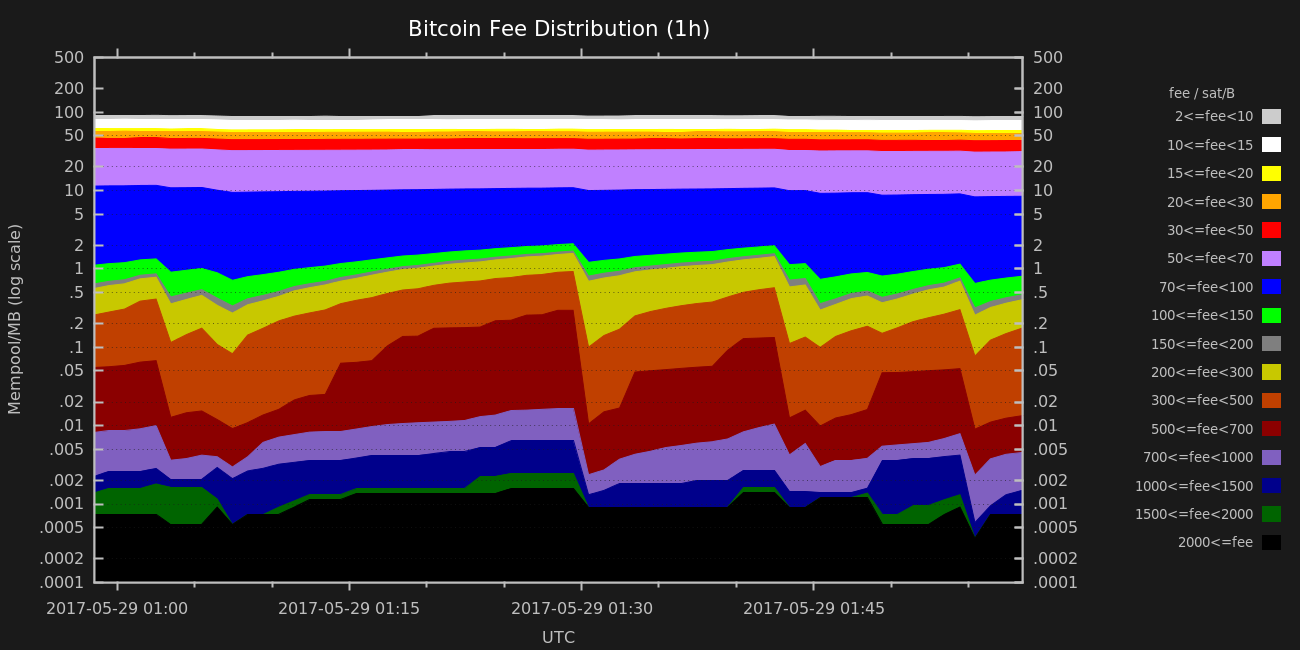 Bitcoin Fee Distribution (1h)
500
200
100
50
20
10
5
2
1
.5
.2
.1
.05
.02
.01
.005
.002
.001
.0005
.0002
.0001
Mempool/MB (log scale)
500
200
100
50
20
10
5
2
1
.5
.2
.1
.05
.02
.01
.005
.002
.001
.0005
.0002
.0001
2017-05-29 01:00
2017-05-29 01:15
2017-05-29 01:30
2017-05-29 01:45
UTC
fee / sat/B
2<=fee<10
10<=fee<15
15<=fee<20
20<=fee<30
30<=fee<50
50<=fee<70
70<=fee<100
100<=fee<150
150<=fee<200
200<=fee<300
300<=fee<500
500<=fee<700
700<=fee<1000
1000<=fee<1500
1500<=fee<2000
2000<=fee